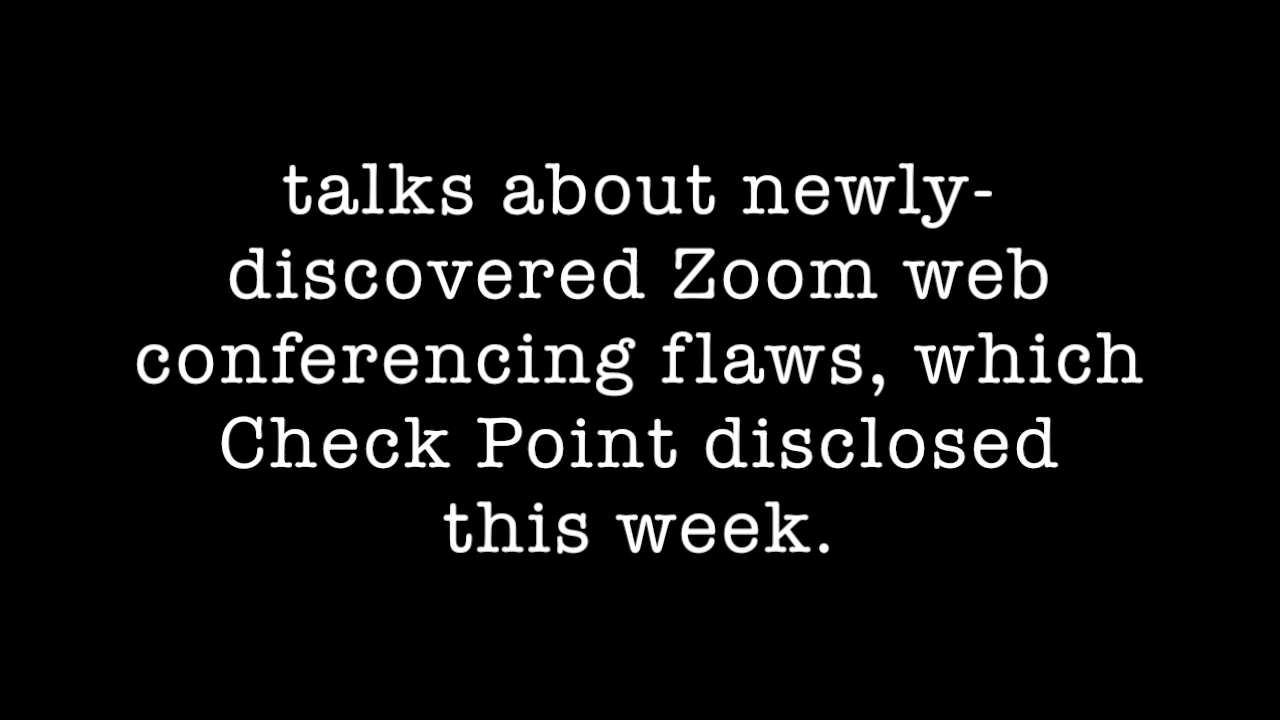 talks about newly-
discovered Zoom web
conferencing flaws, which
Check Point disclosed
this week.